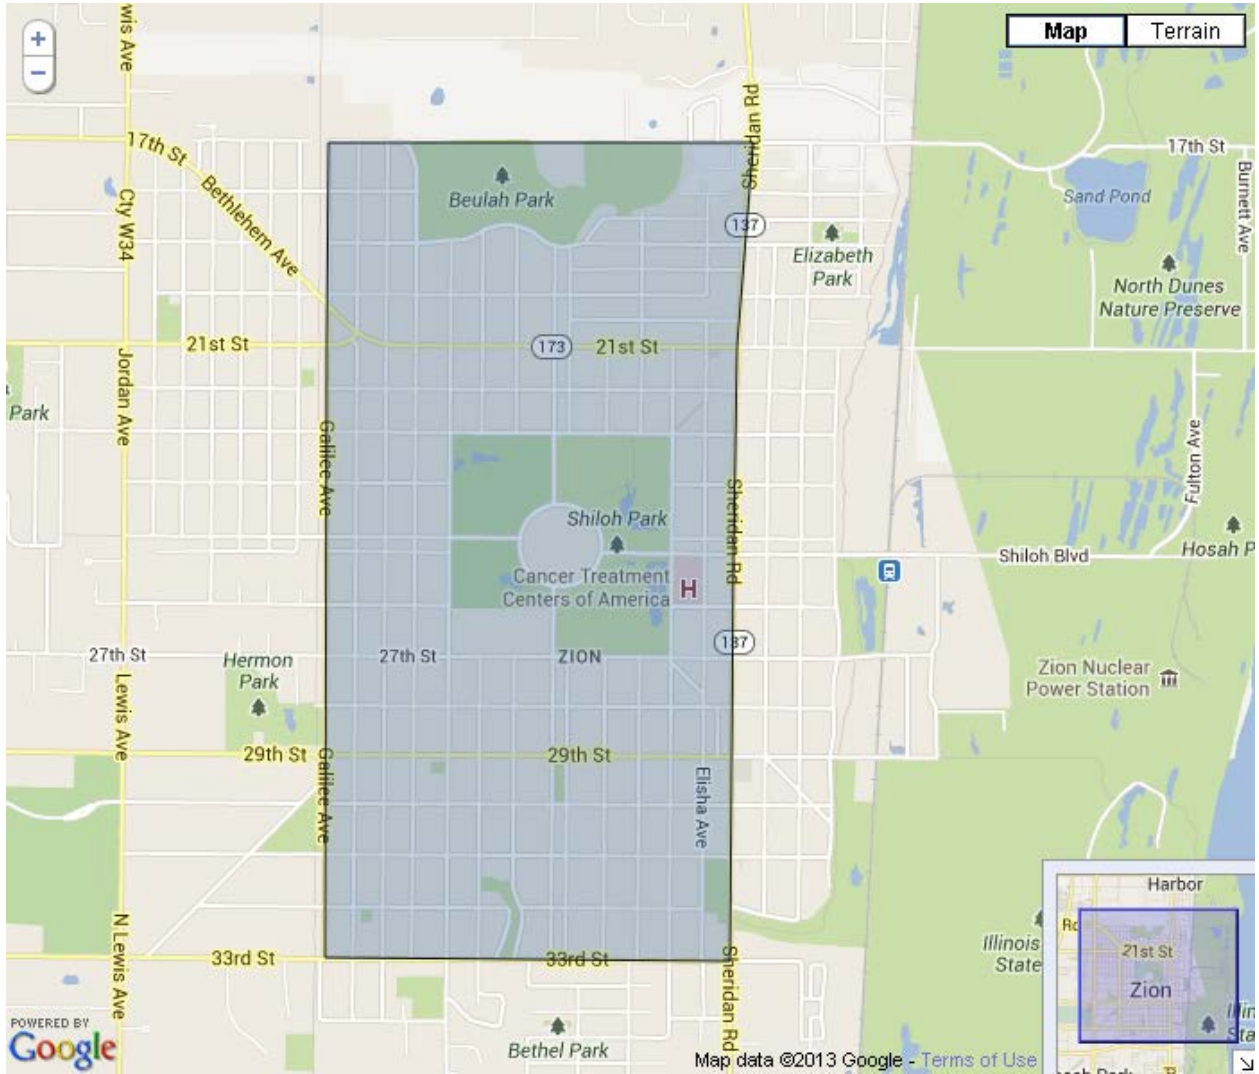 +
−
wis Ave
Map
Terrain
17th St
Bethlehem Ave
Cty W34
Beulah Park
Sheridan Rd
137
Elizabeth
Park
17th St
Sand Pond
Burnett Ave
North Dunes
Nature Preserve
21st St
173
21st St
Jordan Ave
Park
Galilee Ave
Shiloh Park
Sheridan Rd
Fulton Ave
Shiloh Blvd
Hosah P
Cancer Treatment
Centers of America
H
137
27th St
Hermon
Park
27th St
ZION
Zion Nuclear
Power Station
Lewis Ave
29th St
Galilee Ave
29th St
Elisha Ave
N Lewis Ave
33rd St
33rd St
Sheridan Rd
Illinois
State
Bethel Park
Harbor
21st St
Zion
Illin
Sta
POWERED BY
Google
Map data ©2013 Google - Terms of Use